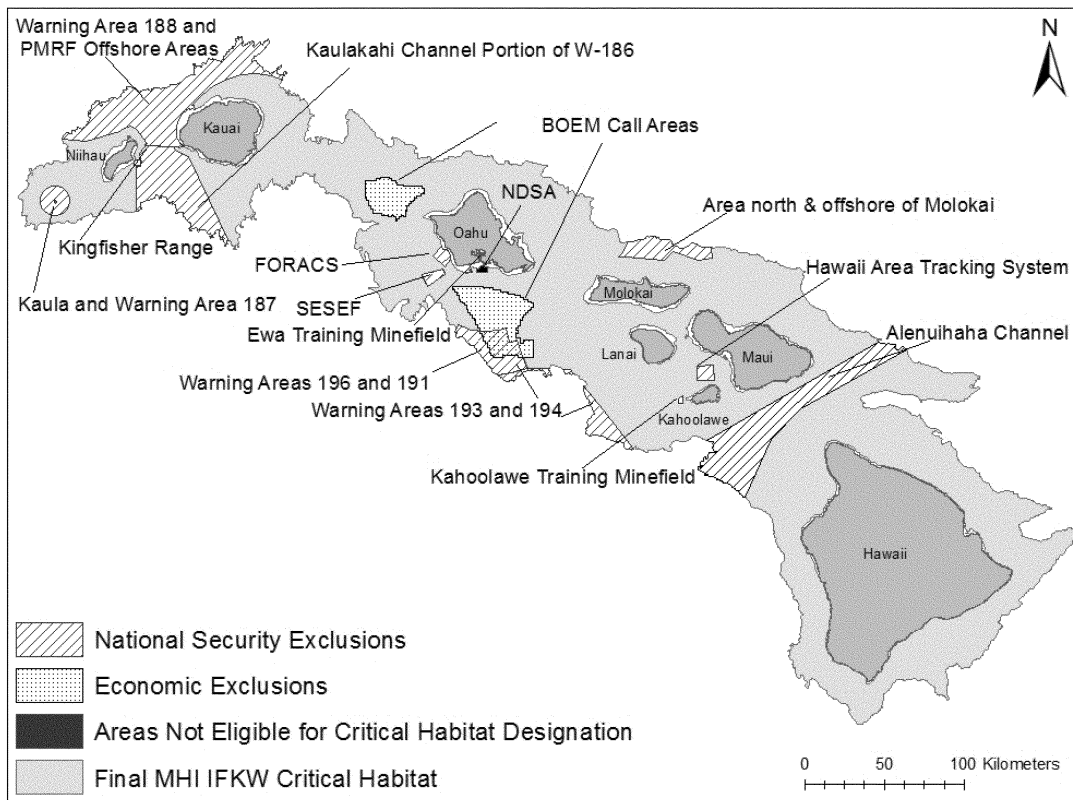 Warning Area 188 and
PMRF Offshore Areas
Kaulakahi Channel Portion of W-186
N
BOEM Call Areas
Kauai
Niihau
NDSA
Area north & offshore of Molokai
Oahu
Kingfisher Range
FORACS
Hawaii Area Tracking System
Kaula and Warning Area 187
SESEF
Molokai
Ewa Training Minefield
Alenuihaha Channel
Lanai
Maui
Warning Areas 196 and 191
Warning Areas 193 and 194
Kahoolawe
Kahoolawe Training Minefield
Hawaii
National Security Exclusions
Economic Exclusions
Areas Not Eligible for Critical Habitat Designation
Final MHI IFKW Critical Habitat
0 50 100 Kilometers